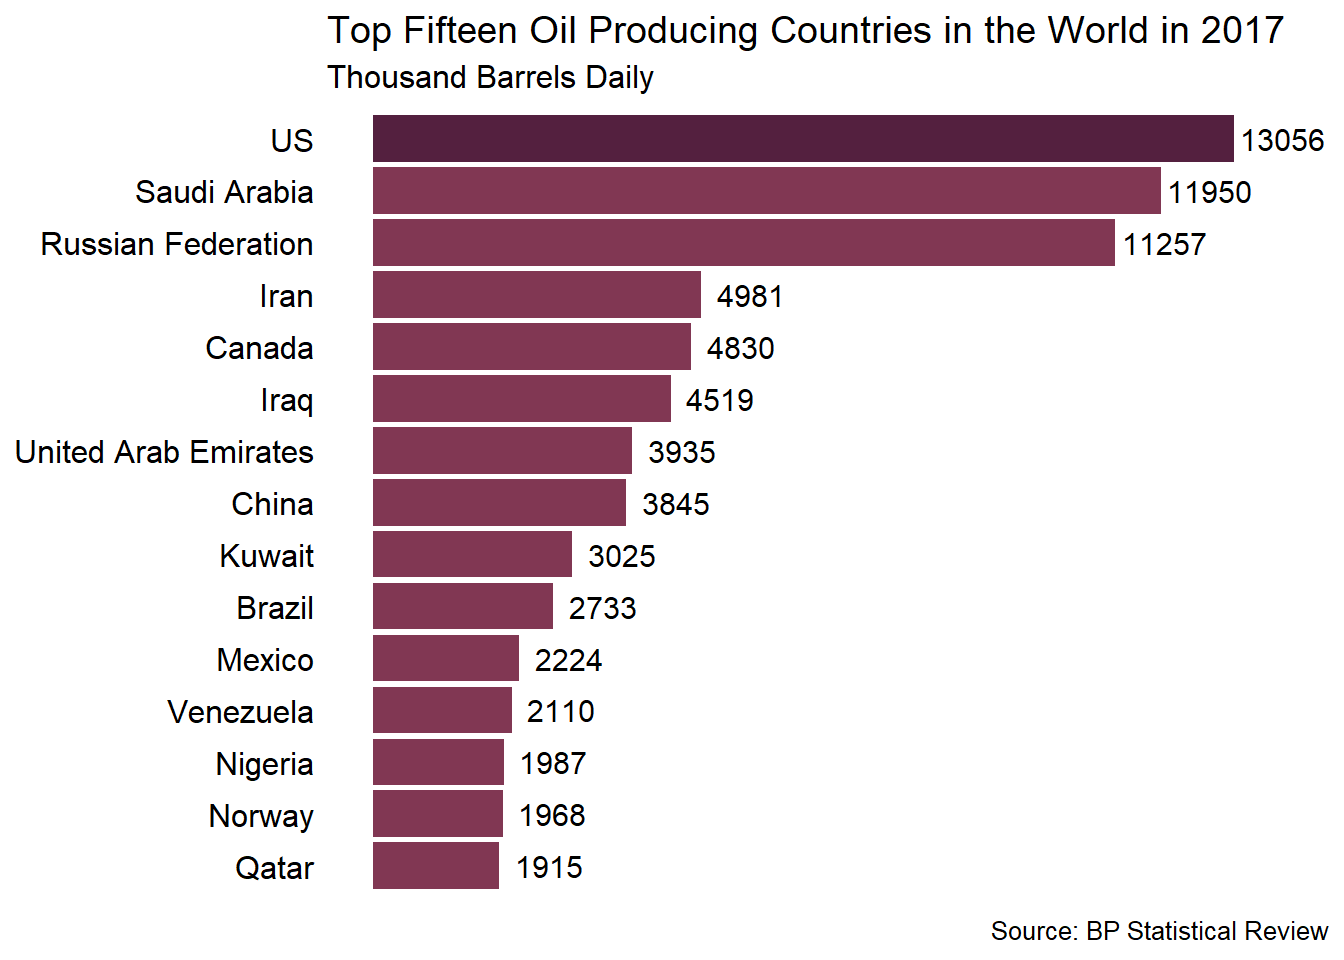 Top Fifteen Oil Producing Countries in the World in 2017
Thousand Barrels Daily
US 13056
Saudi Arabia 11950
Russian Federation 11257
Iran 4981
Canada 4830
Iraq 4519
United Arab Emirates 3935
China 3845
Kuwait 3025
Brazil 2733
Mexico 2224
Venezuela 2110
Nigeria 1987
Norway 1968
Qatar 1915
Source: BP Statistical Review